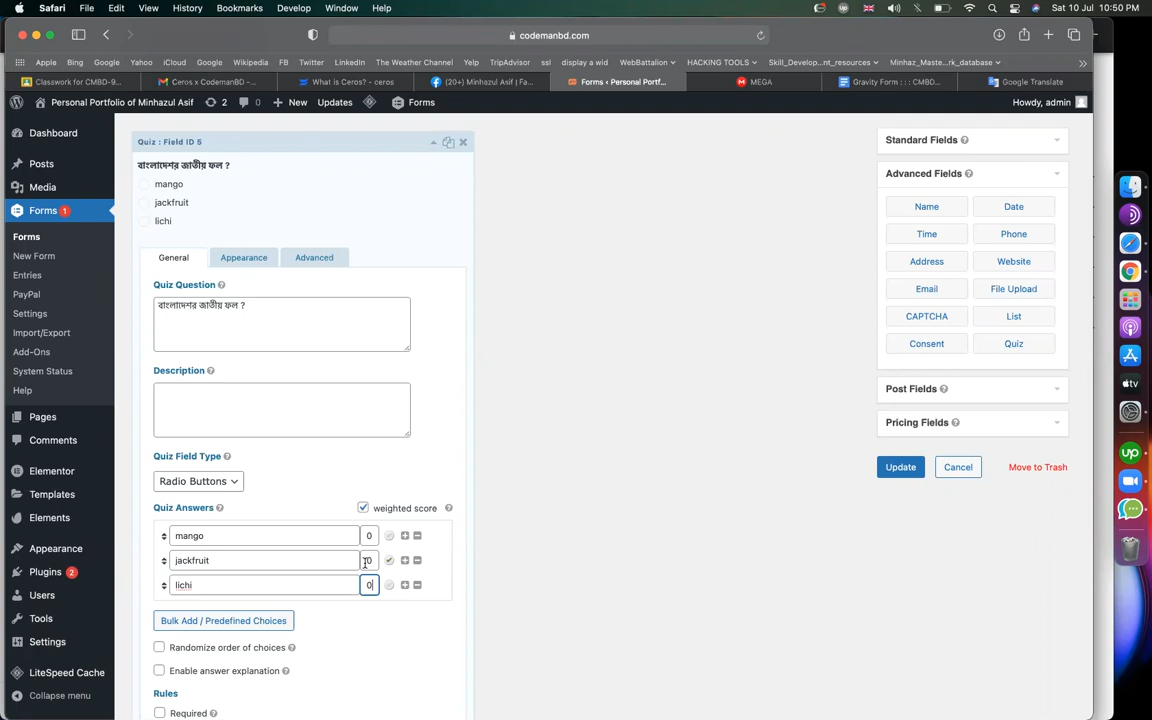 Safari File Edit View History Bookmarks Develop Window Help Sat 10 Jul 10:50 PM
codemanbd.com
Apple Bing Google Yahoo iCloud Google Wikipedia FB Twitter LinkedIn The Weather Channel Yelp TripAdvisor ssl display a wid WebBattalion HACKING TOOLS Skill_Develop...nt_resources Minhaz_Maste...rk_database
Classwork for CMBD-9... Ceros x CodemanBD -... What is Ceros? - ceros (20+) Minhazul Asif | Fa... Forms < Personal Portf... MEGA Gravity Form : : : CMBD... Google Translate
Personal Portfolio of Minhazul Asif 2 0 New Updates Forms Howdy, admin
Dashboard
Posts
Media
Forms 1
Forms
New Form
Entries
PayPal
Settings
Import/Export
Add-Ons
System Status
Help
Pages
Comments
Elementor
Templates
Elements
Appearance
Plugins 2
Users
Tools
Settings
LiteSpeed Cache
Collapse menu
Quiz : Field ID 5
বাংলাদেশর জাতীয় ফল ?
mango
jackfruit
lichi
General Appearance Advanced
Quiz Question
বাংলাদেশর জাতীয় ফল ?
Description
Quiz Field Type
Radio Buttons
Quiz Answers weighted score
mango 0
jackfruit 0
lichi 0
Bulk Add / Predefined Choices
Randomize order of choices
Enable answer explanation
Rules
Required
Standard Fields
Advanced Fields
Name Date
Time Phone
Address Website
Email File Upload
CAPTCHA List
Consent Quiz
Post Fields
Pricing Fields
Update Cancel Move to Trash
tv
up